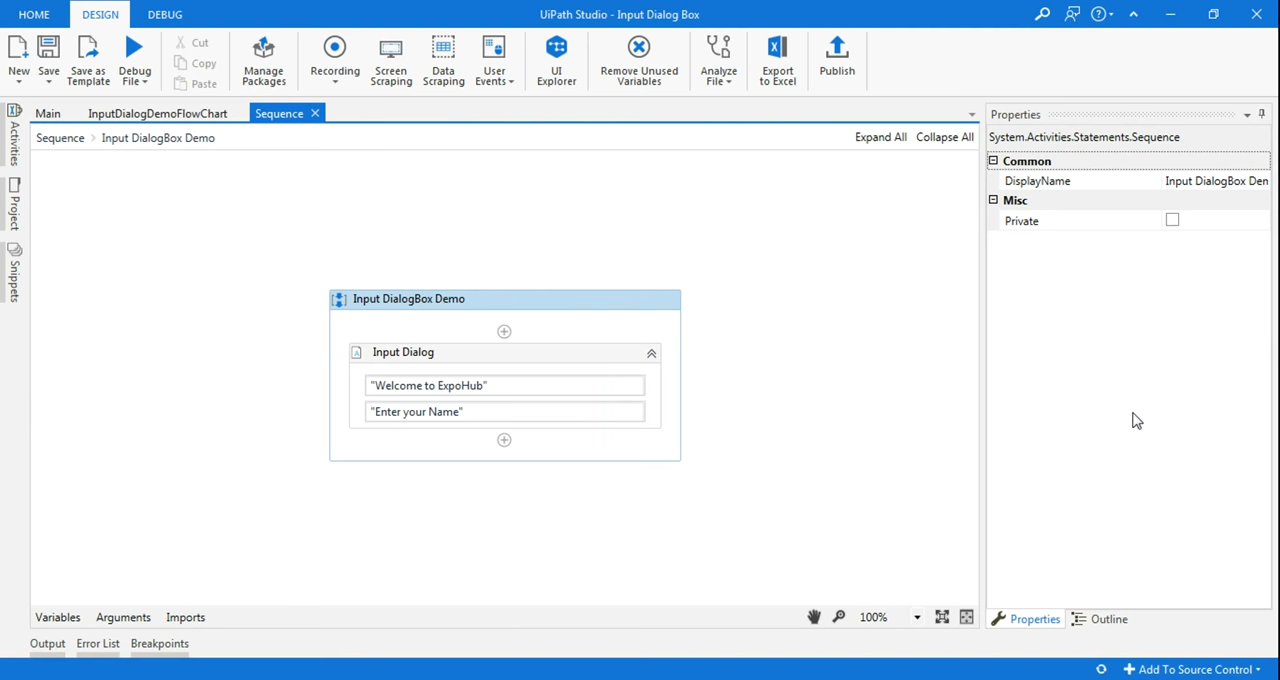 HOME DESIGN DEBUG UiPath Studio - Input Dialog Box
New Save Save as Template Debug File Cut Copy Paste Manage Packages Recording Screen Scraping Data Scraping User Events UI Explorer Remove Unused Variables Analyze File Export to Excel Publish
Main InputDialogDemoFlowChart Sequence
Sequence > Input DialogBox Demo Expand All Collapse All
Activities
Project
Snippets
Input DialogBox Demo
Input Dialog
"Welcome to ExpoHub"
"Enter your Name"
Properties
System.Activities.Statements.Sequence
Common
DisplayName Input DialogBox Den
Misc
Private
Variables Arguments Imports 100%
Properties Outline
Output Error List Breakpoints
Add To Source Control